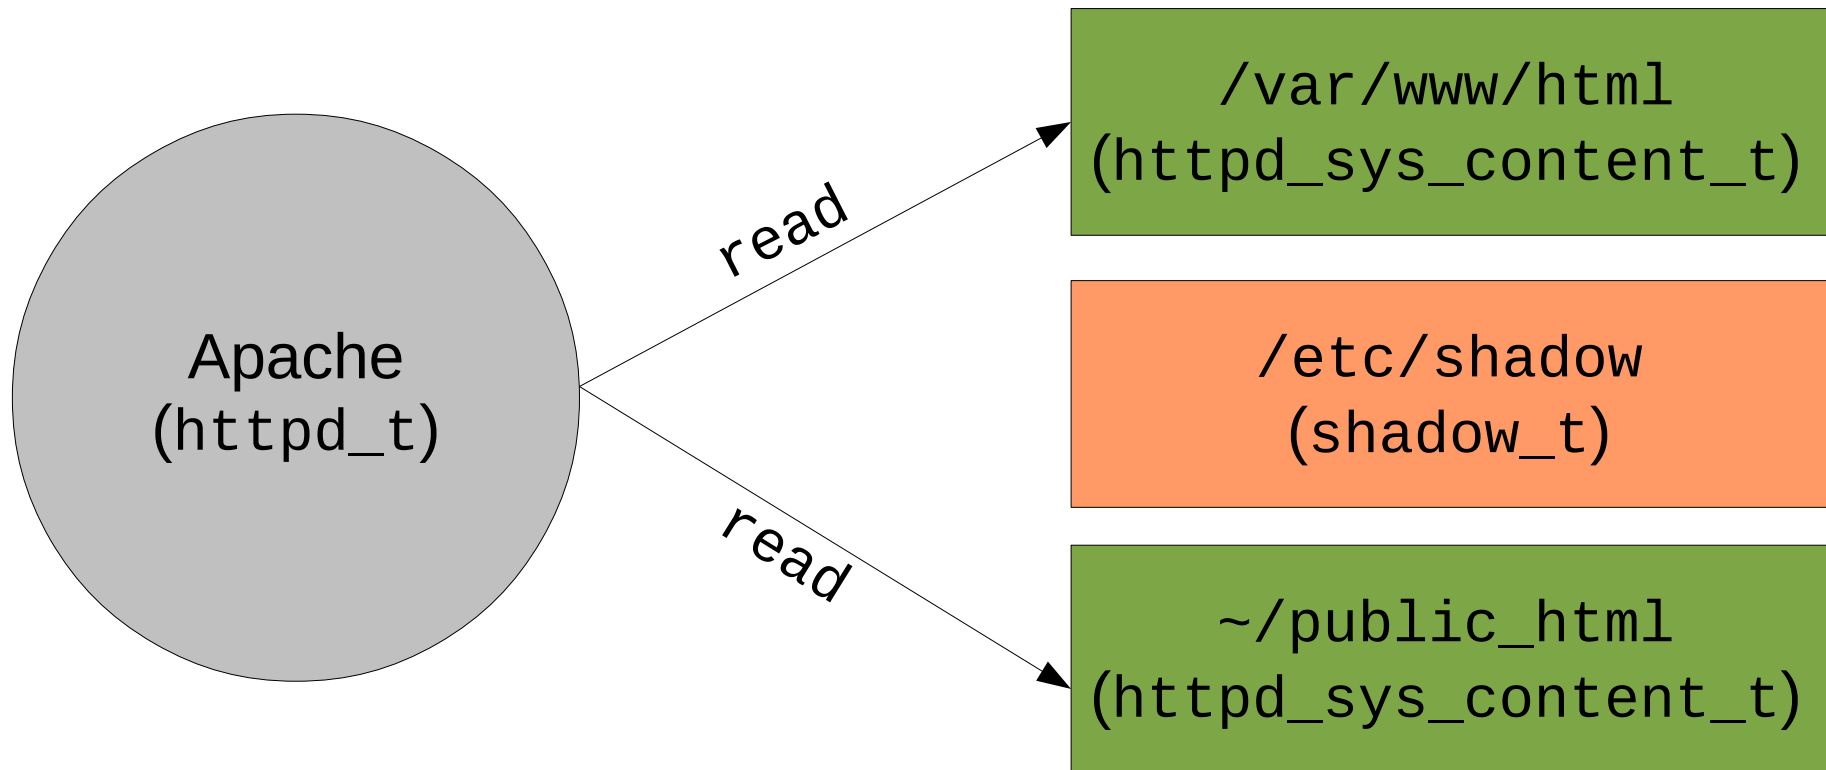 Apache
(httpd_t)
read
read
/var/www/html
(httpd_sys_content_t)
/etc/shadow
(shadow_t)
~/public_html
(httpd_sys_content_t)